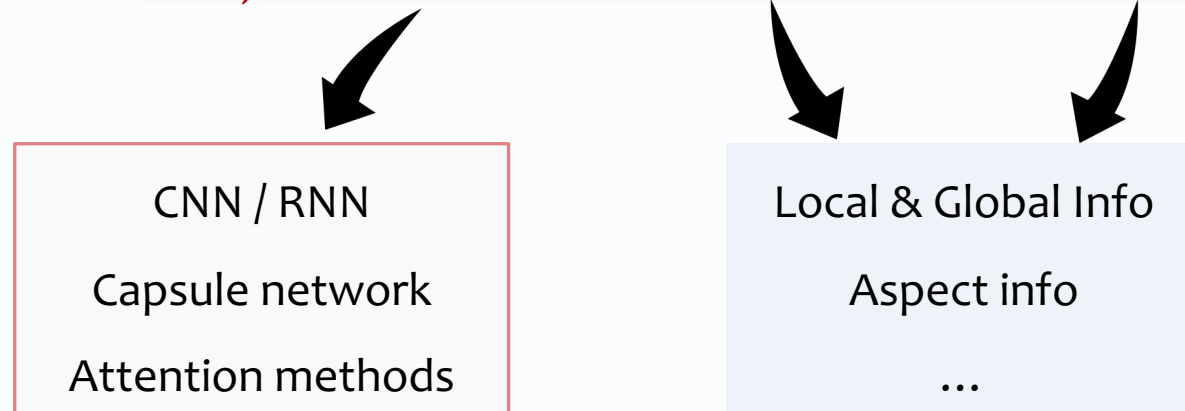 CNN / RNN
Capsule network
Attention methods
Local & Global Info
Aspect info
...